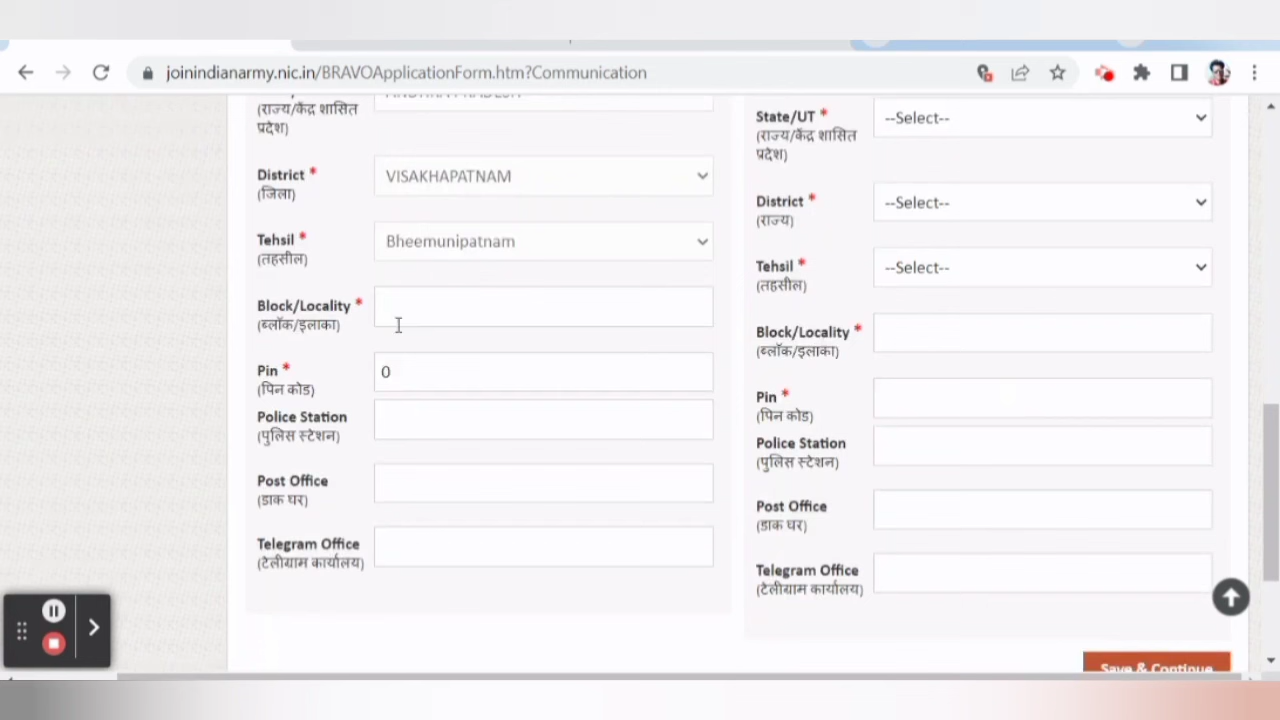 joinindianarmy.nic.in/BRAVOApplicationForm.htm?Communication
ANDHRA PRADESH
(राज्य/केंद्र शासित
प्रदेश)
District *
(जिला)
VISAKHAPATNAM
Tehsil *
(तहसील)
Bheemunipatnam
Block/Locality *
(ब्लॉक/इलाका)
Pin *
(पिन कोड)
0
Police Station
(पुलिस स्टेशन)
Post Office
(डाक घर)
Telegram Office
(टेलीग्राम कार्यालय)
State/UT *
(राज्य/केंद्र शासित
प्रदेश)
--Select--
District *
(राज्य)
--Select--
Tehsil *
(तहसील)
--Select--
Block/Locality *
(ब्लॉक/इलाका)
Pin *
(पिन कोड)
Police Station
(पुलिस स्टेशन)
Post Office
(डाक घर)
Telegram Office
(टेलीग्राम कार्यालय)
Save & Continue